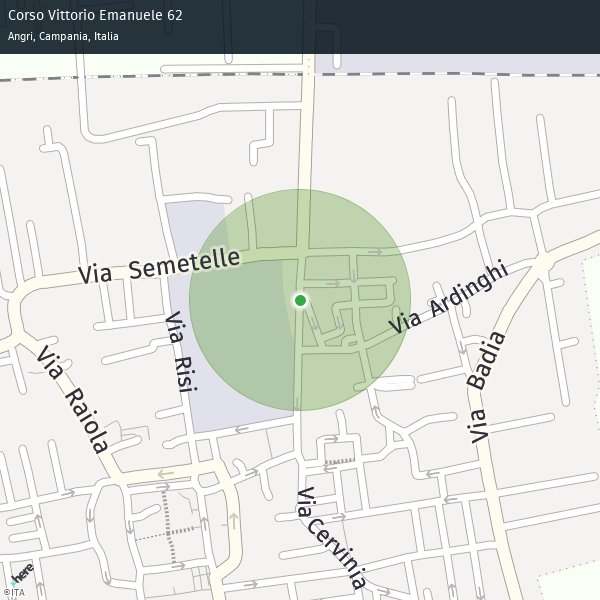 Corso Vittorio Emanuele 62
Angri, Campania, Italia
Via Semetelle
Via Ardinghi
Via Risi
Via Badia
Via Raiola
Via Cervinia
here
©ITA